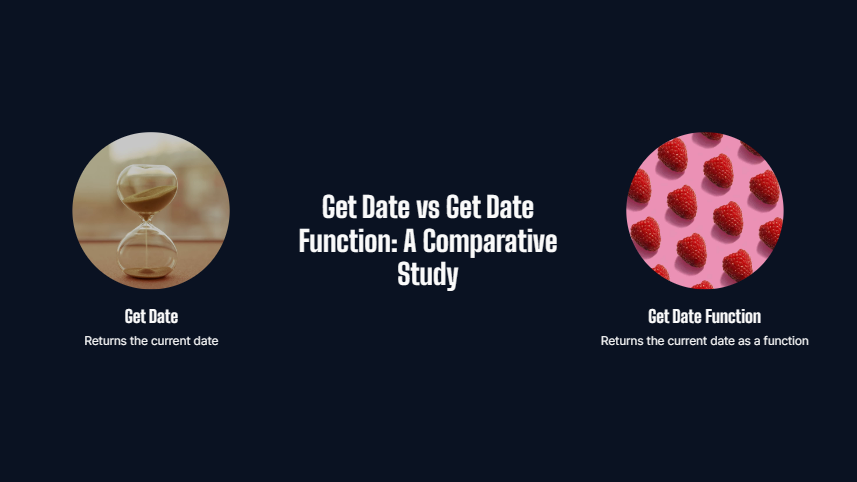 Get Date vs Get Date
Function: A Comparative
Study
Get Date
Returns the current date
Get Date Function
Returns the current date as a function